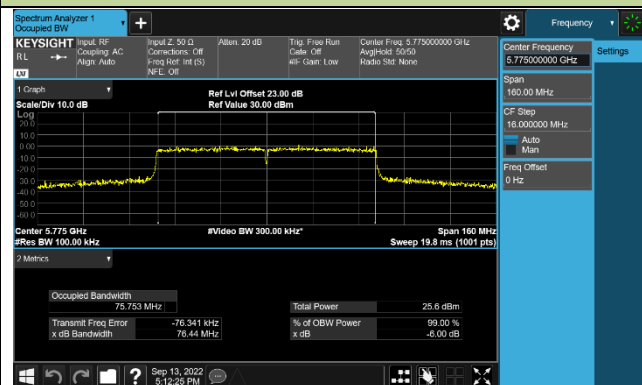 Spectrum Analyzer 1
Occupied BW
Frequency
KEYSIGHT
RL
LXI
Input: RF
Coupling: AC
Align: Auto
Input Z: 50 Ω
Corrections: Off
Freq Ref: Int (S)
NFE: Off
Atten: 20 dB
Trig: Free Run
Gate: Off
#IF Gain: Low
Center Freq: 5.775000000 GHz
Avg|Hold: 50/50
Radio Std: None
Center Frequency
5.775000000 GHz
Settings
Span
160.00 MHz
CF Step
16.000000 MHz
Auto
Man
Freq Offset
0 Hz
1 Graph
Scale/Div 10.0 dB
Ref Lvl Offset 23.00 dB
Ref Value 30.00 dBm
Log
20.0
10.0
0.00
-10.0
-20.0
-30.0
-40.0
-50.0
-60.0
Center 5.775 GHz
#Res BW 100.00 kHz
#Video BW 300.00 kHz*
Span 160 MHz
Sweep 19.8 ms (1001 pts)
2 Metrics
Occupied Bandwidth
75.753 MHz
Total Power 25.6 dBm
Transmit Freq Error -76.341 kHz
% of OBW Power 99.00 %
x dB Bandwidth 76.44 MHz
x dB -6.00 dB
?
Sep 13, 2022
5:12:25 PM